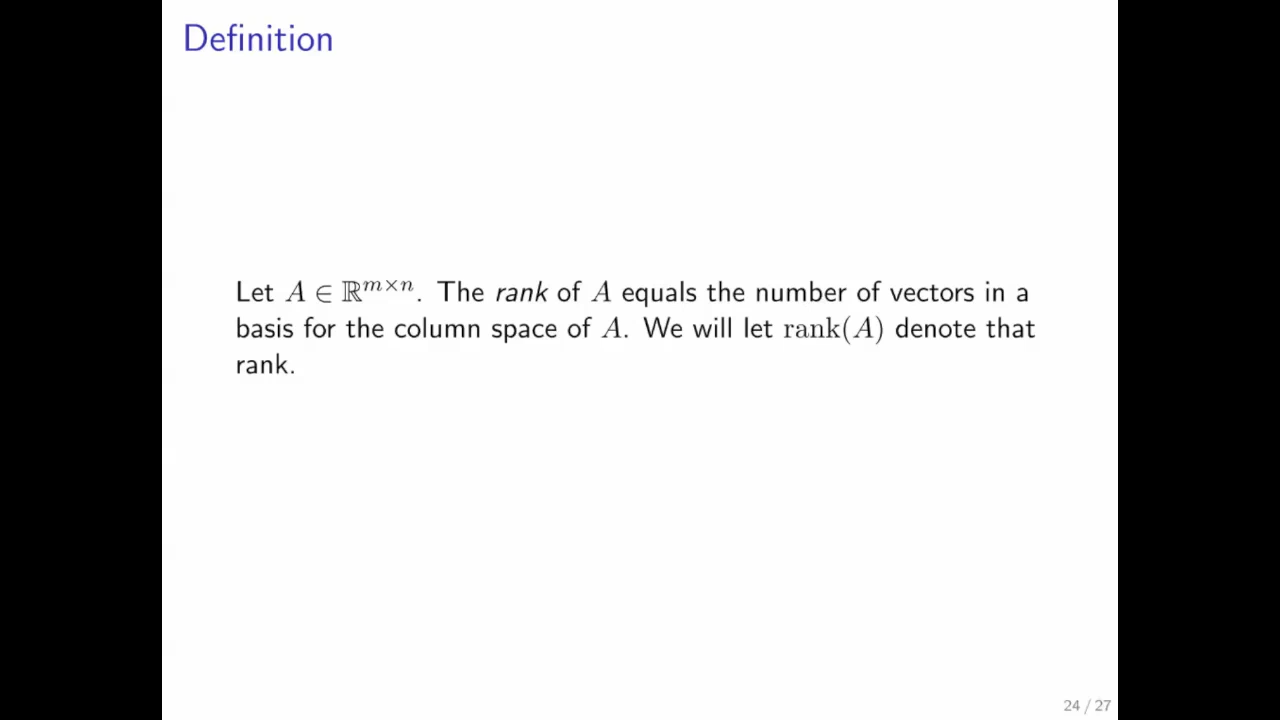 Definition
Let A ∈ ℝ^{m×n}. The rank of A equals the number of vectors in a
basis for the column space of A. We will let rank(A) denote that
rank.
24 / 27